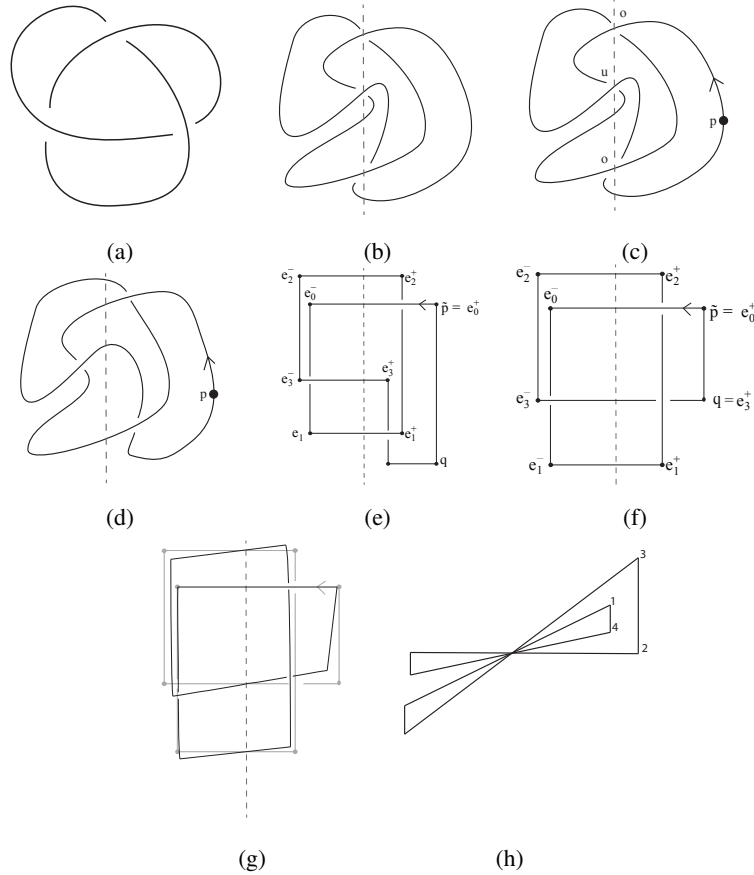 o
u
p
o
(a)
(b)
(c)
e₂⁻ e₂⁺
e₀⁻
p̃ = e₀⁺
e₃⁺
e₃⁻
p
e₁ e₁⁺
q
e₂⁻ e₂⁺
e₀⁻
p̃ = e₀⁺
e₃⁻ q = e₃⁺
e₁⁻ e₁⁺
(d)
(e)
(f)
3
1
4
2
(g)
(h)